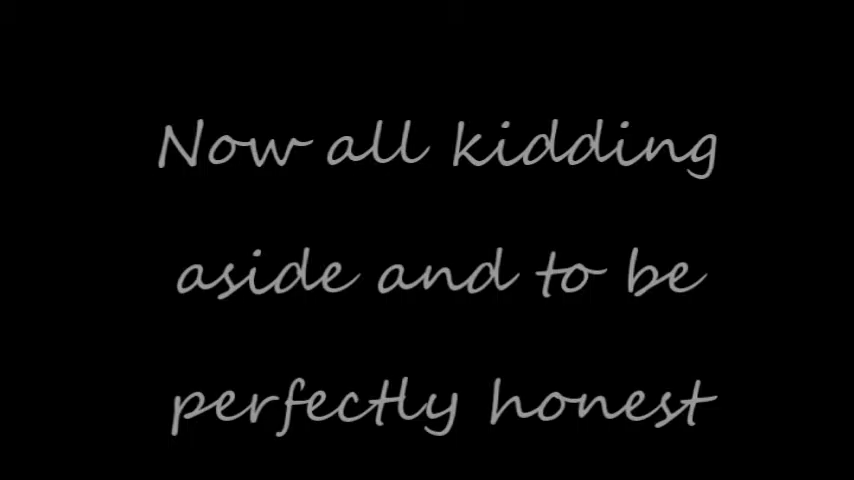 Now all kidding
aside and to be
perfectly honest